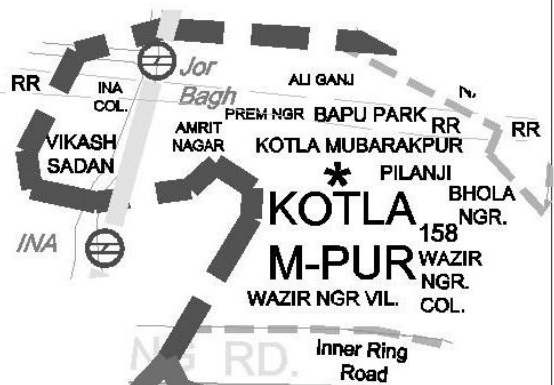 Jor
Bagh
ALI GANJ
N.
RR
INA
COL.
PREM NGR
BAPU PARK
RR
RR
AMRIT
NAGAR
VIKASH
SADAN
KOTLA MUBARAKPUR
*
PILANJI
BHOLA
NGR.
KOTLA
M-PUR
158
INA
WAZIR
NGR.
COL.
WAZIR NGR VIL.
NG RD.
Inner Ring
Road